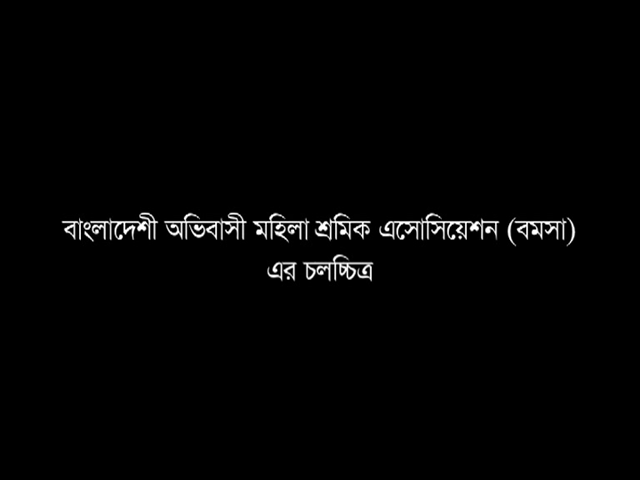 বাংলাদেশী অভিবাসী মহিলা শ্রমিক এসোসিয়েশন (বমসা)
এর চলচ্চিত্র